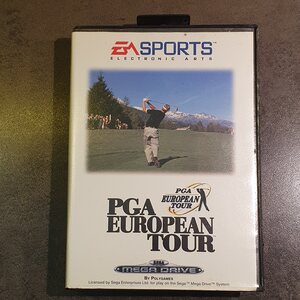 EA SPORTS™
ELECTRONIC ARTS
PGA
EUROPEAN
TOUR
PGA
EUROPEAN
TOUR
SEGA
MEGA DRIVE
BY POLYGAMES
Licensed by Sega Enterprises Ltd. for play on the Sega™ Mega Drive™ System